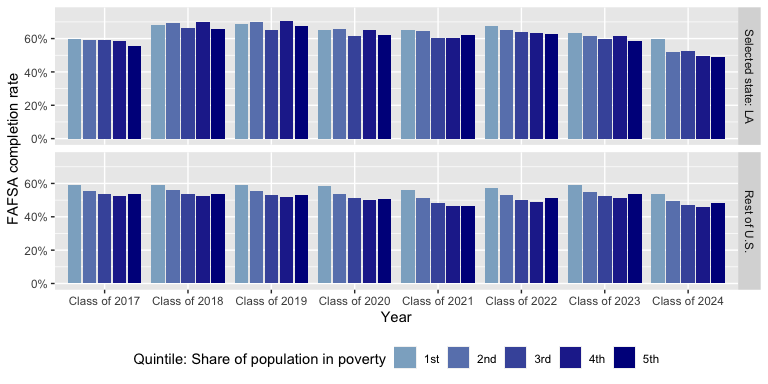 60%
40%
20%
0%
Selected state: LA
60%
40%
20%
0%
Rest of U.S.
FAFSA completion rate
Class of 2017 Class of 2018 Class of 2019 Class of 2020 Class of 2021 Class of 2022 Class of 2023 Class of 2024
Year
Quintile: Share of population in poverty 1st 2nd 3rd 4th 5th